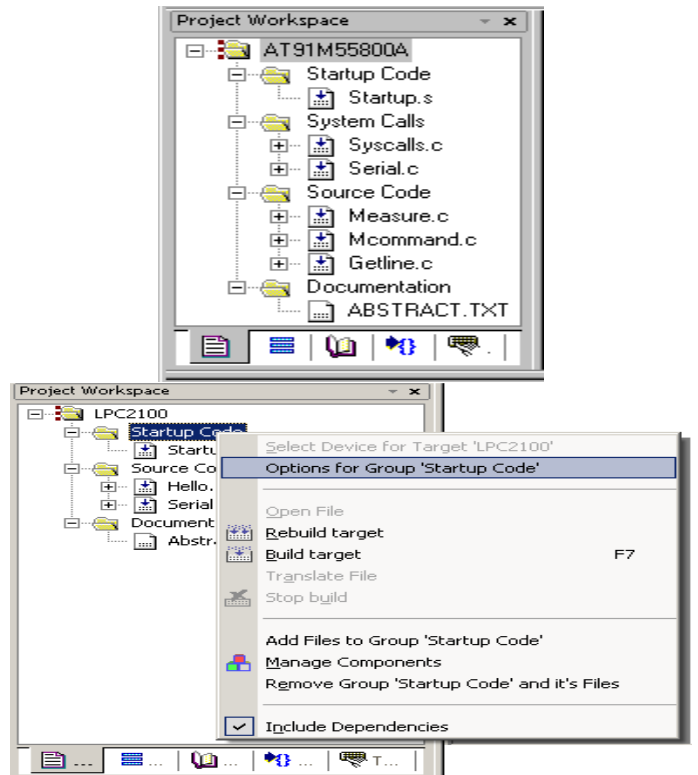 Project Workspace
AT91M55800A
Startup Code
Startup.s
System Calls
Syscalls.c
Serial.c
Source Code
Measure.c
Mcommand.c
Getline.c
Documentation
ABSTRACT.TXT
Project Workspace
LPC2100
Startup Code
Startu
Source Co
Hello.
Serial
Document
Abstr
Select Device for Target 'LPC2100'
Options for Group 'Startup Code'
Open File
Rebuild target
Build target F7
Translate File
Stop build
Add Files to Group 'Startup Code'
Manage Components
Remove Group 'Startup Code' and it's Files
Include Dependencies
... ... ... ... T...